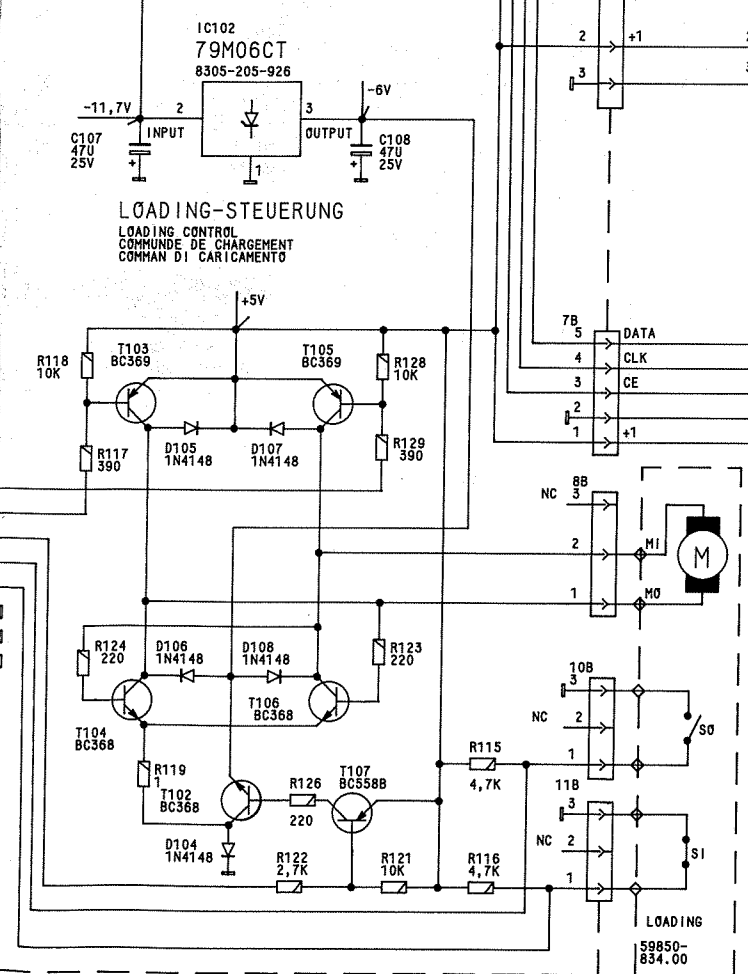 IC102
79M06CT
8305-205-926
-11,7V
2
3
-6V
INPUT
OUTPUT
1
C107
47U
25V
+
C108
47U
25V
+
LOADING-STEUERUNG
LOADING CONTROL
COMMUNDE DE CHARGEMENT
COMMAN DI CARICAMENTO
2
+1
3
+5V
7B
5
DATA
4
CLK
3
CE
2
1
+1
R118
10K
T103
BC369
T105
BC369
R128
10K
R117
390
D105
1N4148
D107
1N4148
R129
390
8B
NC
3
2
MI
1
MO
M
R124
220
D106
1N4148
D108
1N4148
R123
220
T104
BC368
T106
BC368
10B
3
NC
2
1
SO
R119
1
T102
BC368
R126
220
T107
BC558B
R115
4,7K
11B
3
NC
2
1
SI
D104
1N4148
R122
2,7K
R121
10K
R116
4,7K
LOADING
59850-
834.00